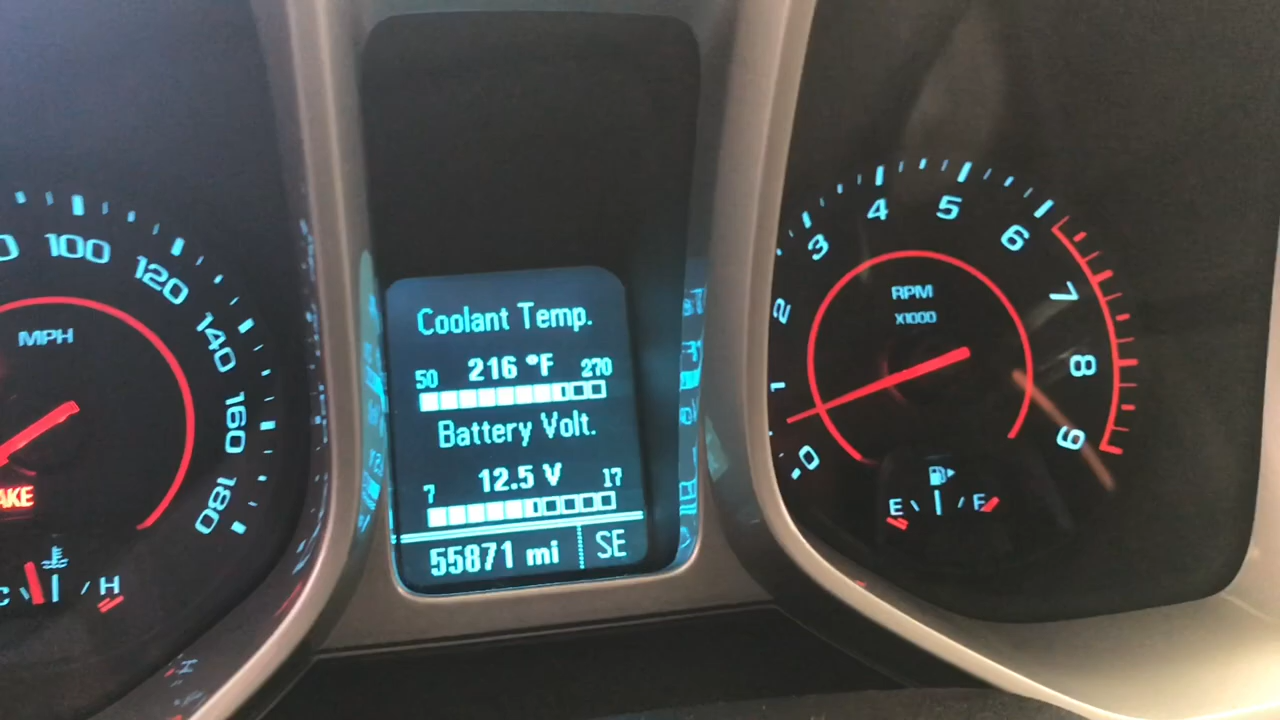 100
120
140
160
180
MPH
AKE
C
H
Coolant Temp.
216 °F
50
270
Battery Volt.
12.5 V
7
17
55871 mi
SE
0
1
2
3
4
5
6
7
8
9
RPM
X1000
E
F